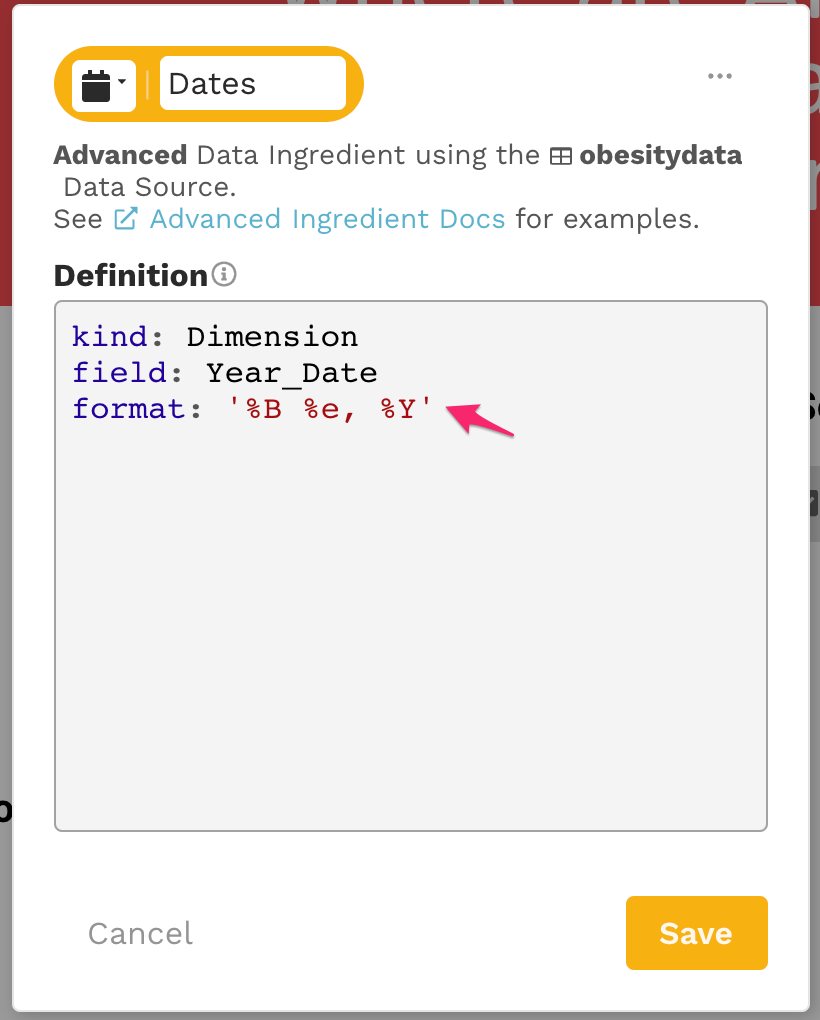 Dates
Advanced Data Ingredient using the obesitydata
Data Source.
See Advanced Ingredient Docs for examples.
Definition
kind: Dimension
field: Year_Date
format: '%B %e, %Y'
Cancel
Save